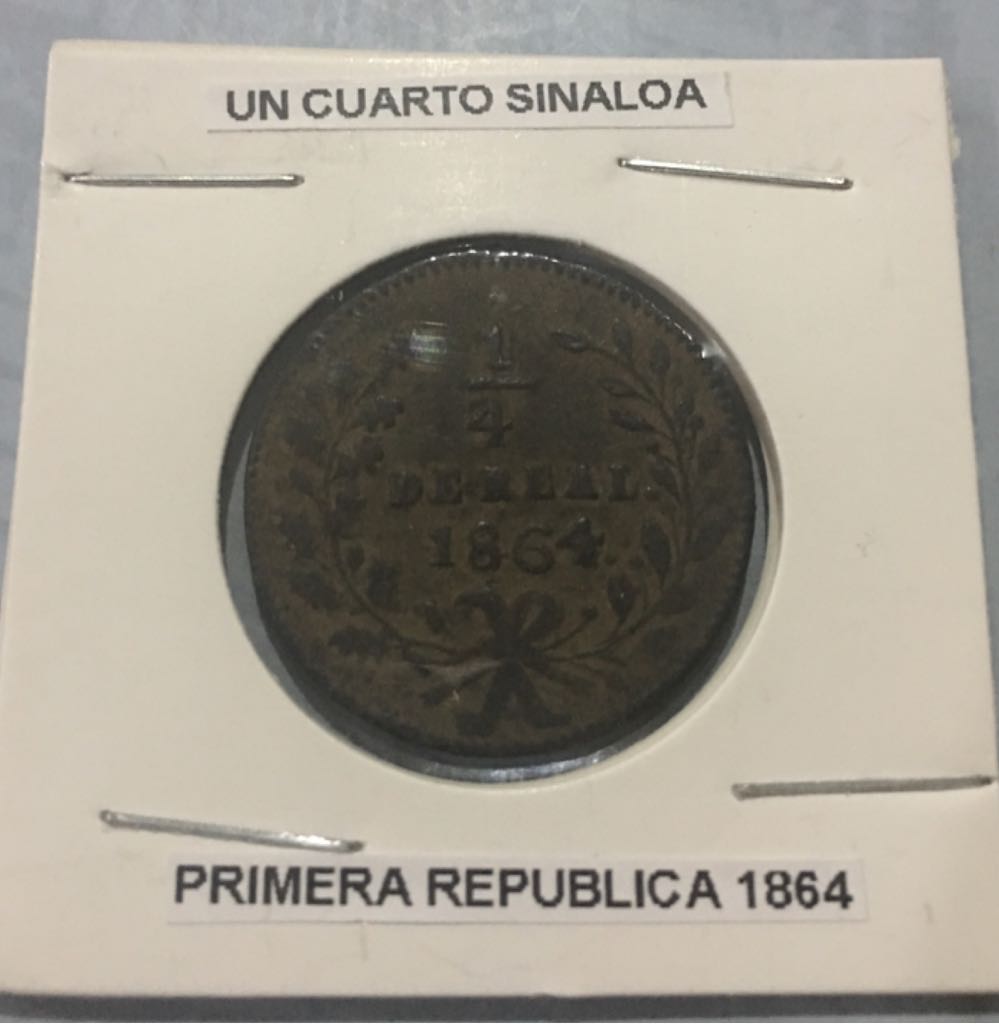 UN CUARTO SINALOA
1
4
DE REAL.
1864.
PRIMERA REPUBLICA 1864